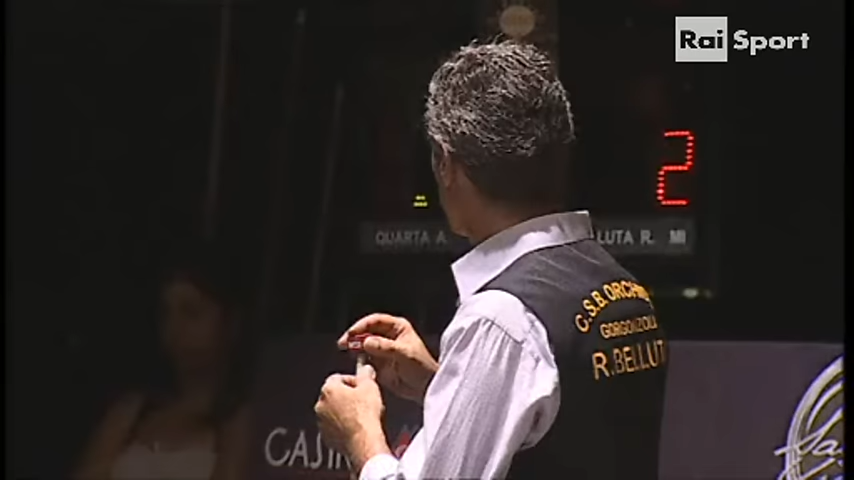 Rai Sport
2
QUARTA A.
LUTA R. MI
C.S.B. ORCHI
GORGONZOLA
R. BELLUT
CASIN